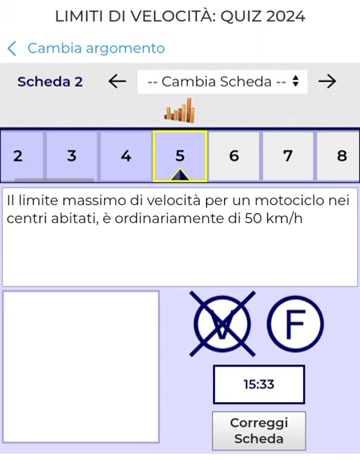 LIMITI DI VELOCITÀ: QUIZ 2024
Cambia argomento
Scheda 2
-- Cambia Scheda --
2 3 4 5 6 7 8
Il limite massimo di velocità per un motociclo nei
centri abitati, è ordinariamente di 50 km/h
V F
15:33
Correggi
Scheda